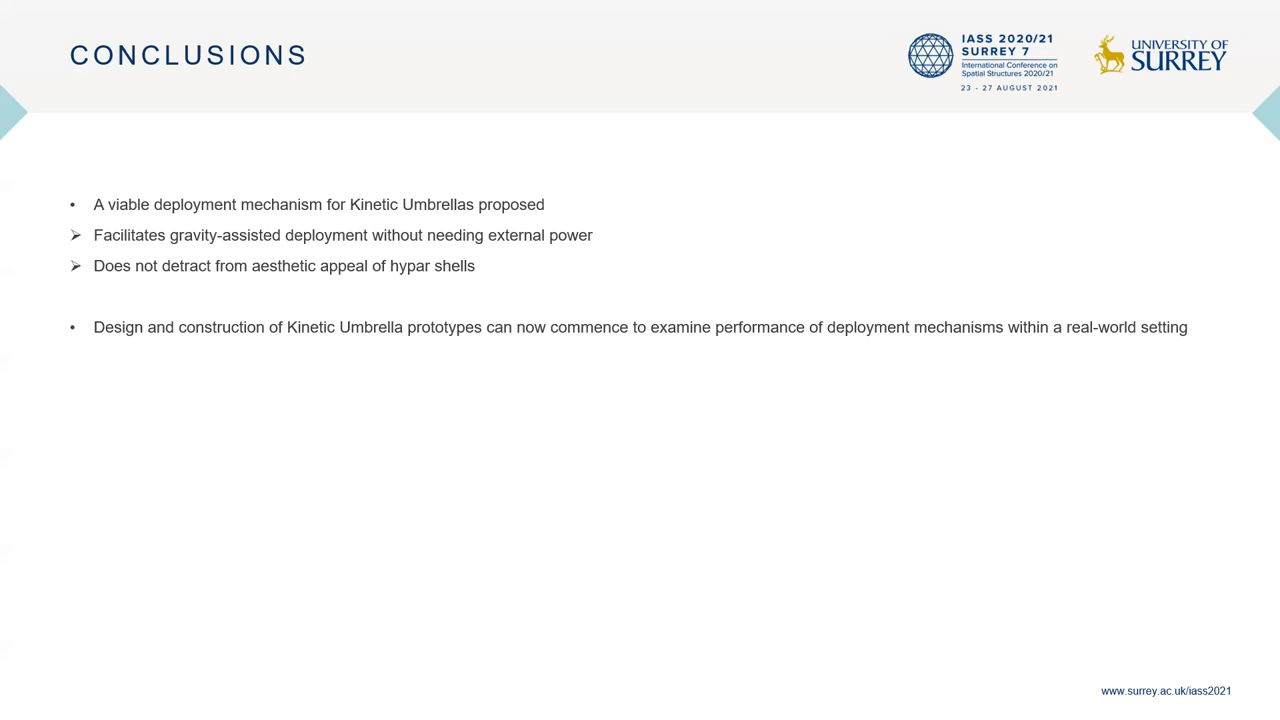 CONCLUSIONS
IASS 2020/21
SURREY 7
International Conference on
Spatial Structures 2020/21
23 - 27 AUGUST 2021
UNIVERSITY OF
SURREY
• A viable deployment mechanism for Kinetic Umbrellas proposed
➢ Facilitates gravity-assisted deployment without needing external power
➢ Does not detract from aesthetic appeal of hypar shells
• Design and construction of Kinetic Umbrella prototypes can now commence to examine performance of deployment mechanisms within a real-world setting
www.surrey.ac.uk/iass2021